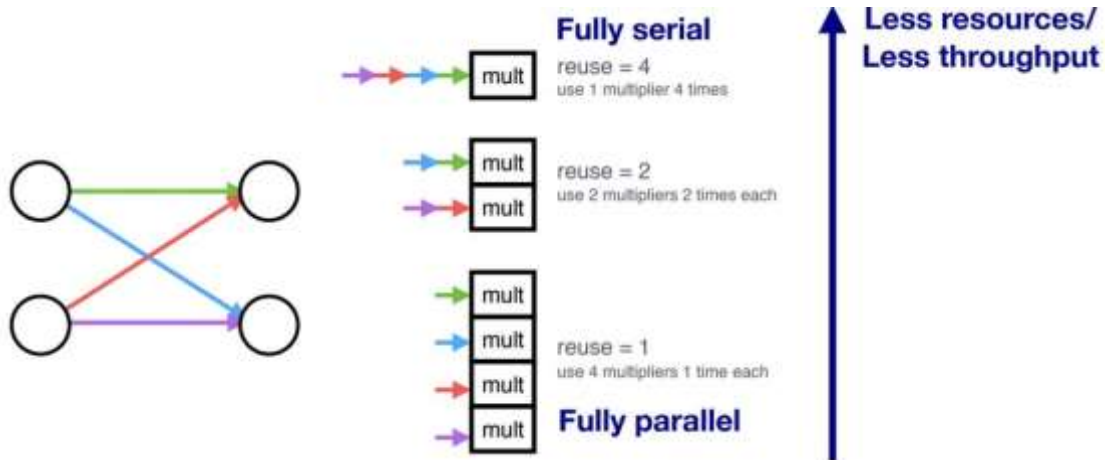 Fully serial
mult
reuse = 4
use 1 multiplier 4 times
mult
mult
reuse = 2
use 2 multipliers 2 times each
mult
mult
mult
mult
reuse = 1
use 4 multipliers 1 time each
Fully parallel
Less resources/
Less throughput